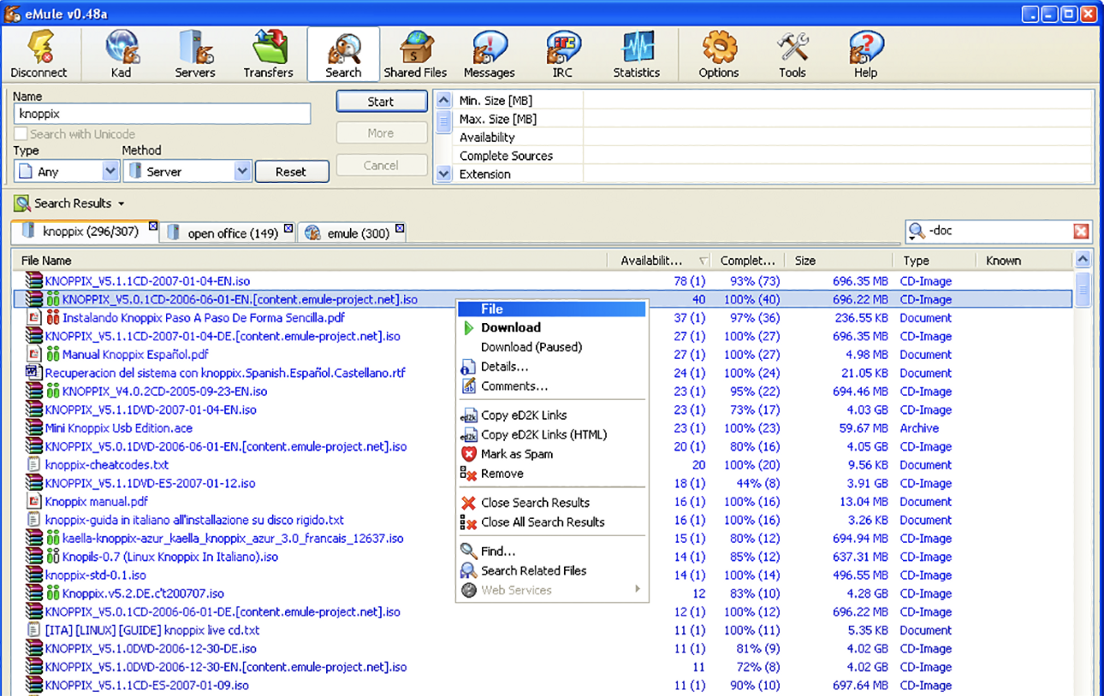 eMule v0.48a
Disconnect Kad Servers Transfers Search Shared Files Messages IRC Statistics Options Tools Help
Name
knoppix
Search with Unicode
Type Method
Any Server Reset
Start
More
Cancel
Min. Size [MB]
Max. Size [MB]
Availability
Complete Sources
Extension
Search Results
knoppix (296/307) open office (149) emule (300) -doc
File Name Availabilit... Complet... Size Type Known
KNOPPIX_V5.1.1CD-2007-01-04-EN.iso 78 (1) 93% (73) 696.35 MB CD-Image
KNOPPIX_V5.0.1CD-2006-06-01-EN.[content.emule-project.net].iso 40 100% (40) 696.22 MB CD-Image
Instalando Knoppix Paso A Paso De Forma Sencilla.pdf 37 (1) 97% (36) 236.55 KB Document
KNOPPIX_V5.1.1CD-2007-01-04-DE.[content.emule-project.net].iso 27 (1) 100% (27) 696.35 MB CD-Image
Manual Knoppix Español.pdf 27 (1) 100% (27) 4.98 MB Document
Recuperacion del sistema con knoppix.Spanish.Español.Castellano.rtf 24 (1) 100% (24) 21.05 KB Document
KNOPPIX_V4.0.2CD-2005-09-23-EN.iso 23 (1) 95% (22) 694.46 MB CD-Image
KNOPPIX_V5.1.1DVD-2007-01-04-EN.iso 23 (1) 73% (17) 4.03 GB CD-Image
Mini Knoppix Usb Edition.ace 23 (1) 100% (23) 59.67 MB Archive
KNOPPIX_V5.0.1DVD-2006-06-01-EN.[content.emule-project.net].iso 20 (1) 80% (16) 4.05 GB CD-Image
knoppix-cheatcodes.txt 20 100% (20) 9.56 KB Document
KNOPPIX_V5.1.1DVD-ES-2007-01-12.iso 18 (1) 44% (8) 3.91 GB CD-Image
Knoppix manual.pdf 16 (1) 100% (16) 13.04 MB Document
knoppix-guida in italiano all'installazione su disco rigido.txt 16 (1) 100% (16) 3.26 KB Document
kaella-knoppix-azur_kaella_knoppix_azur_3.0_francais_12637.iso 15 (1) 80% (12) 694.94 MB CD-Image
Knopils-0.7 (Linux Knoppix In Italiano).iso 14 (1) 85% (12) 637.31 MB CD-Image
knoppix-std-0.1.iso 14 (1) 100% (14) 496.55 MB CD-Image
Knoppix.v5.2.DE.c't200707.iso 12 83% (10) 4.28 GB CD-Image
KNOPPIX_V5.0.1CD-2006-06-01-DE.[content.emule-project.net].iso 12 (1) 100% (12) 696.22 MB CD-Image
[ITA] [LINUX] [GUIDE] knoppix live cd.txt 11 (1) 100% (11) 5.35 KB Document
KNOPPIX_V5.1.0DVD-2006-12-30-DE.iso 11 (1) 81% (9) 4.02 GB CD-Image
KNOPPIX_V5.1.0DVD-2006-12-30-EN.[content.emule-project.net].iso 11 72% (8) 4.02 GB CD-Image
KNOPPIX_V5.1.1CD-ES-2007-01-09.iso 11 (1) 90% (10) 697.64 MB CD-Image
File
Download
Download (Paused)
Details...
Comments...
Copy eD2K Links
Copy eD2K Links (HTML)
Mark as Spam
Remove
Close Search Results
Close All Search Results
Find...
Search Related Files
Web Services